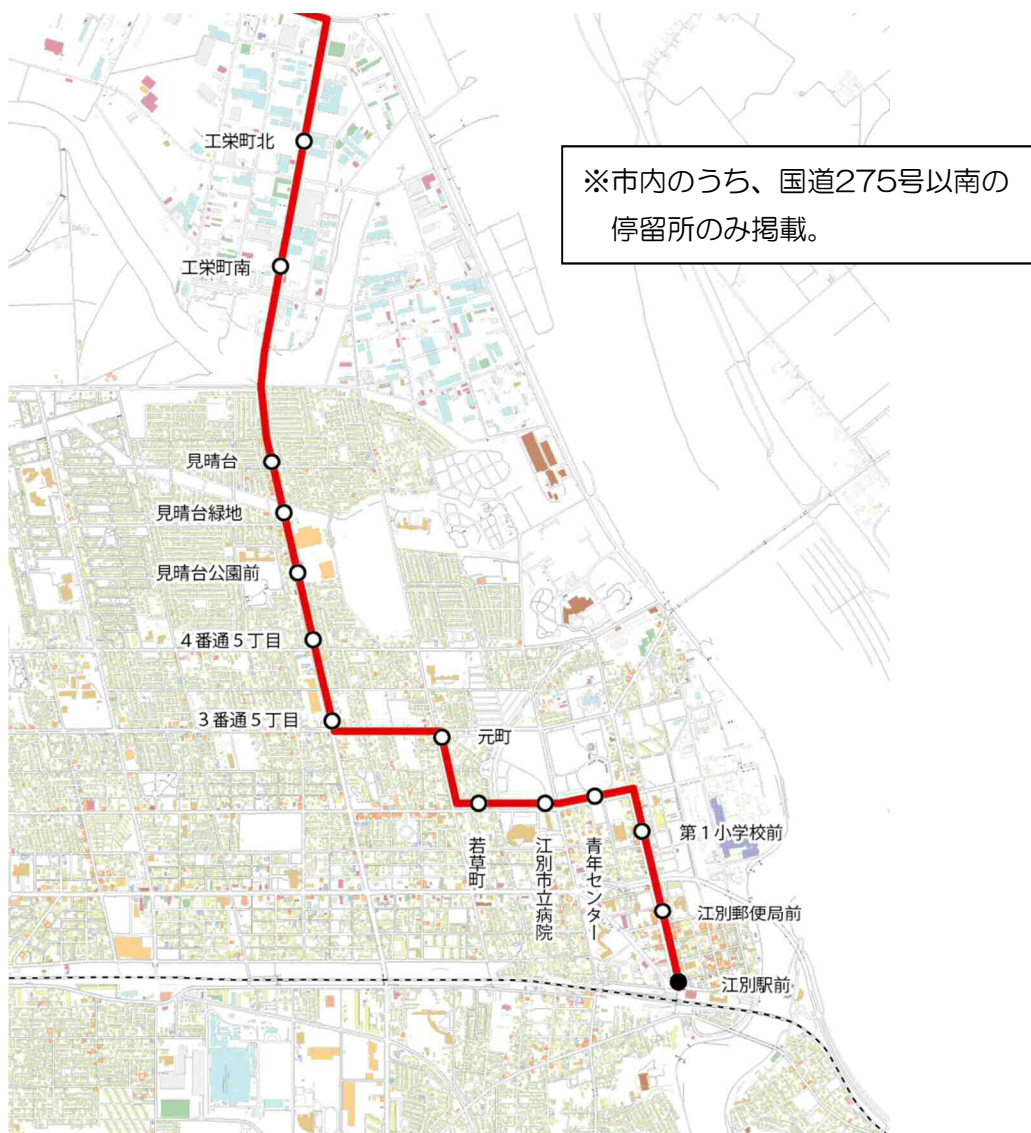 工栄町北
※市内のうち、国道275号以南の
停留所のみ掲載。
工栄町南
見晴台
見晴台緑地
見晴台公園前
４番通５丁目
３番通５丁目
元町
若草町
江別市立病院
青年センター
第１小学校前
江別郵便局前
江別駅前